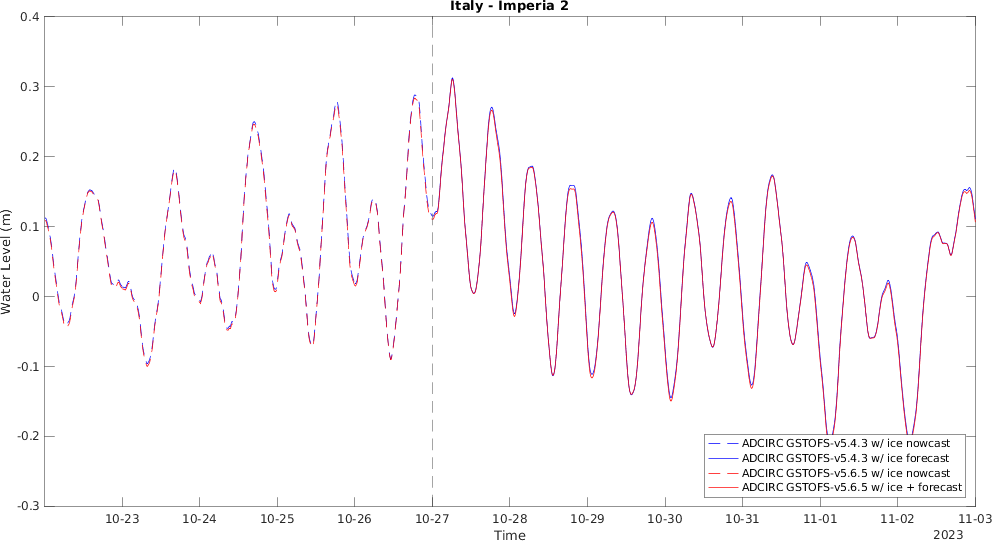 Italy - Imperia 2
Water Level (m)
0.4
0.3
0.2
0.1
0
-0.1
-0.2
-0.3
ADCIRC GSTOFS-v5.4.3 w/ ice nowcast
ADCIRC GSTOFS-v5.4.3 w/ ice forecast
ADCIRC GSTOFS-v5.6.5 w/ ice nowcast
ADCIRC GSTOFS-v5.6.5 w/ ice + forecast
10-23 10-24 10-25 10-26 10-27 10-28 10-29 10-30 10-31 11-01 11-02 11-03
Time
2023